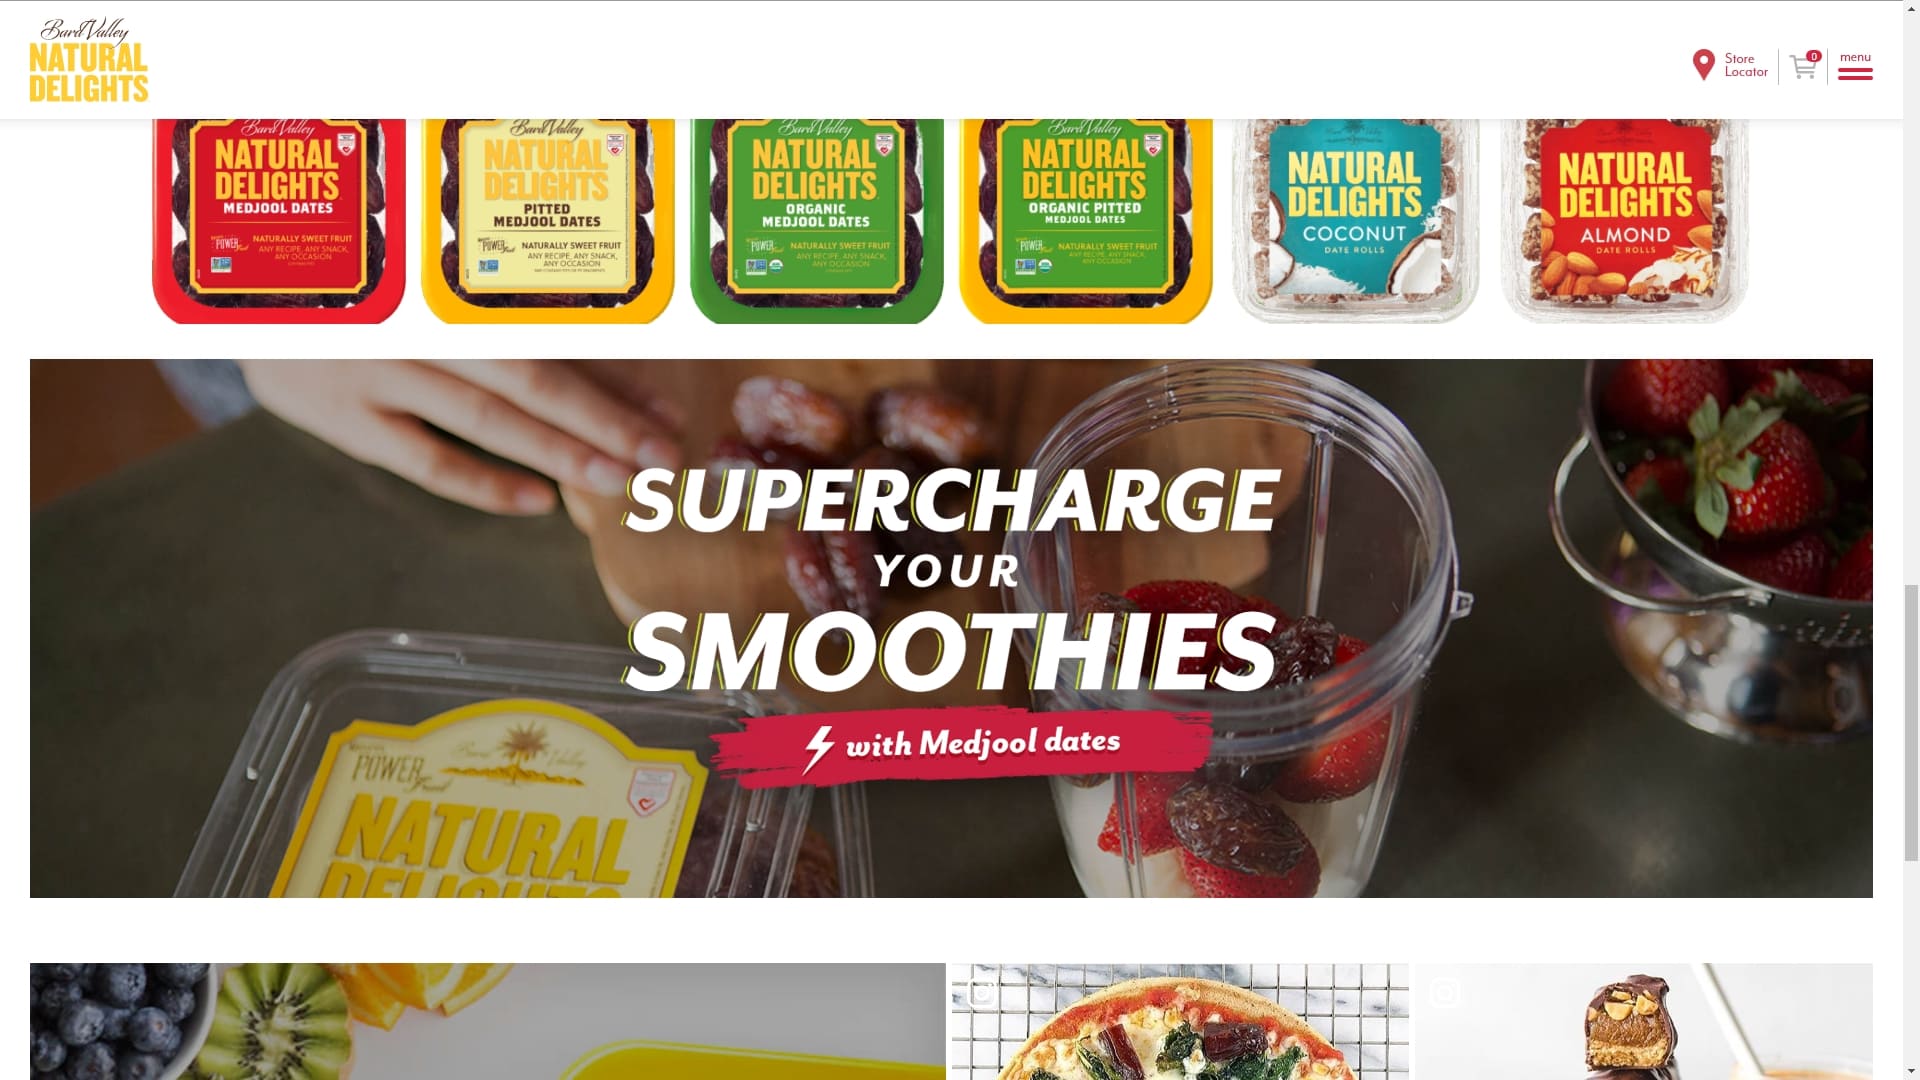 Bard Valley
NATURAL
DELIGHTS
Store
Locator
0
menu
Bard Valley
NATURAL
DELIGHTS
MEDJOOL DATES
POWER
NATURALLY SWEET FRUIT
ANY RECIPE, ANY SNACK,
ANY OCCASION
Bard Valley
NATURAL
DELIGHTS
PITTED
MEDJOOL DATES
POWER
NATURALLY SWEET FRUIT
ANY RECIPE, ANY SNACK,
ANY OCCASION
Bard Valley
NATURAL
DELIGHTS
ORGANIC
MEDJOOL DATES
POWER
NATURALLY SWEET FRUIT
ANY RECIPE, ANY SNACK,
ANY OCCASION
Bard Valley
NATURAL
DELIGHTS
ORGANIC PITTED
MEDJOOL DATES
POWER
NATURALLY SWEET FRUIT
ANY RECIPE, ANY SNACK,
ANY OCCASION
NATURAL
DELIGHTS
COCONUT
DATE ROLLS
NATURAL
DELIGHTS
ALMOND
DATE ROLLS
SUPERCHARGE
YOUR
SMOOTHIES
with Medjool dates
POWER
Food
Bard Valley
NATURAL
DELIGHTS